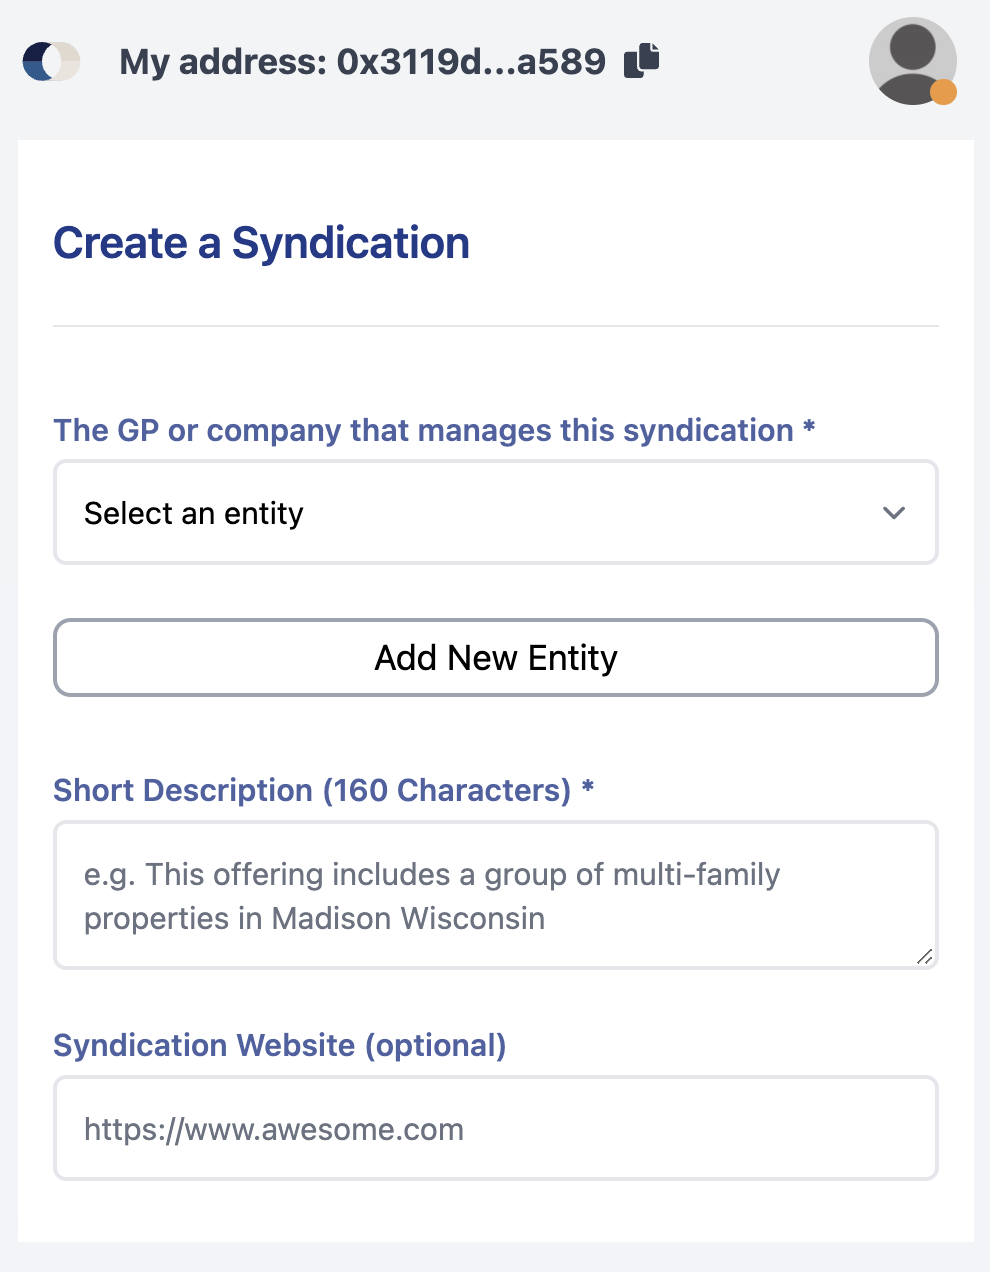 My address: 0x3119d...a589
Create a Syndication
The GP or company that manages this syndication *
Select an entity
Add New Entity
Short Description (160 Characters) *
e.g. This offering includes a group of multi-family
properties in Madison Wisconsin
Syndication Website (optional)
https://www.awesome.com